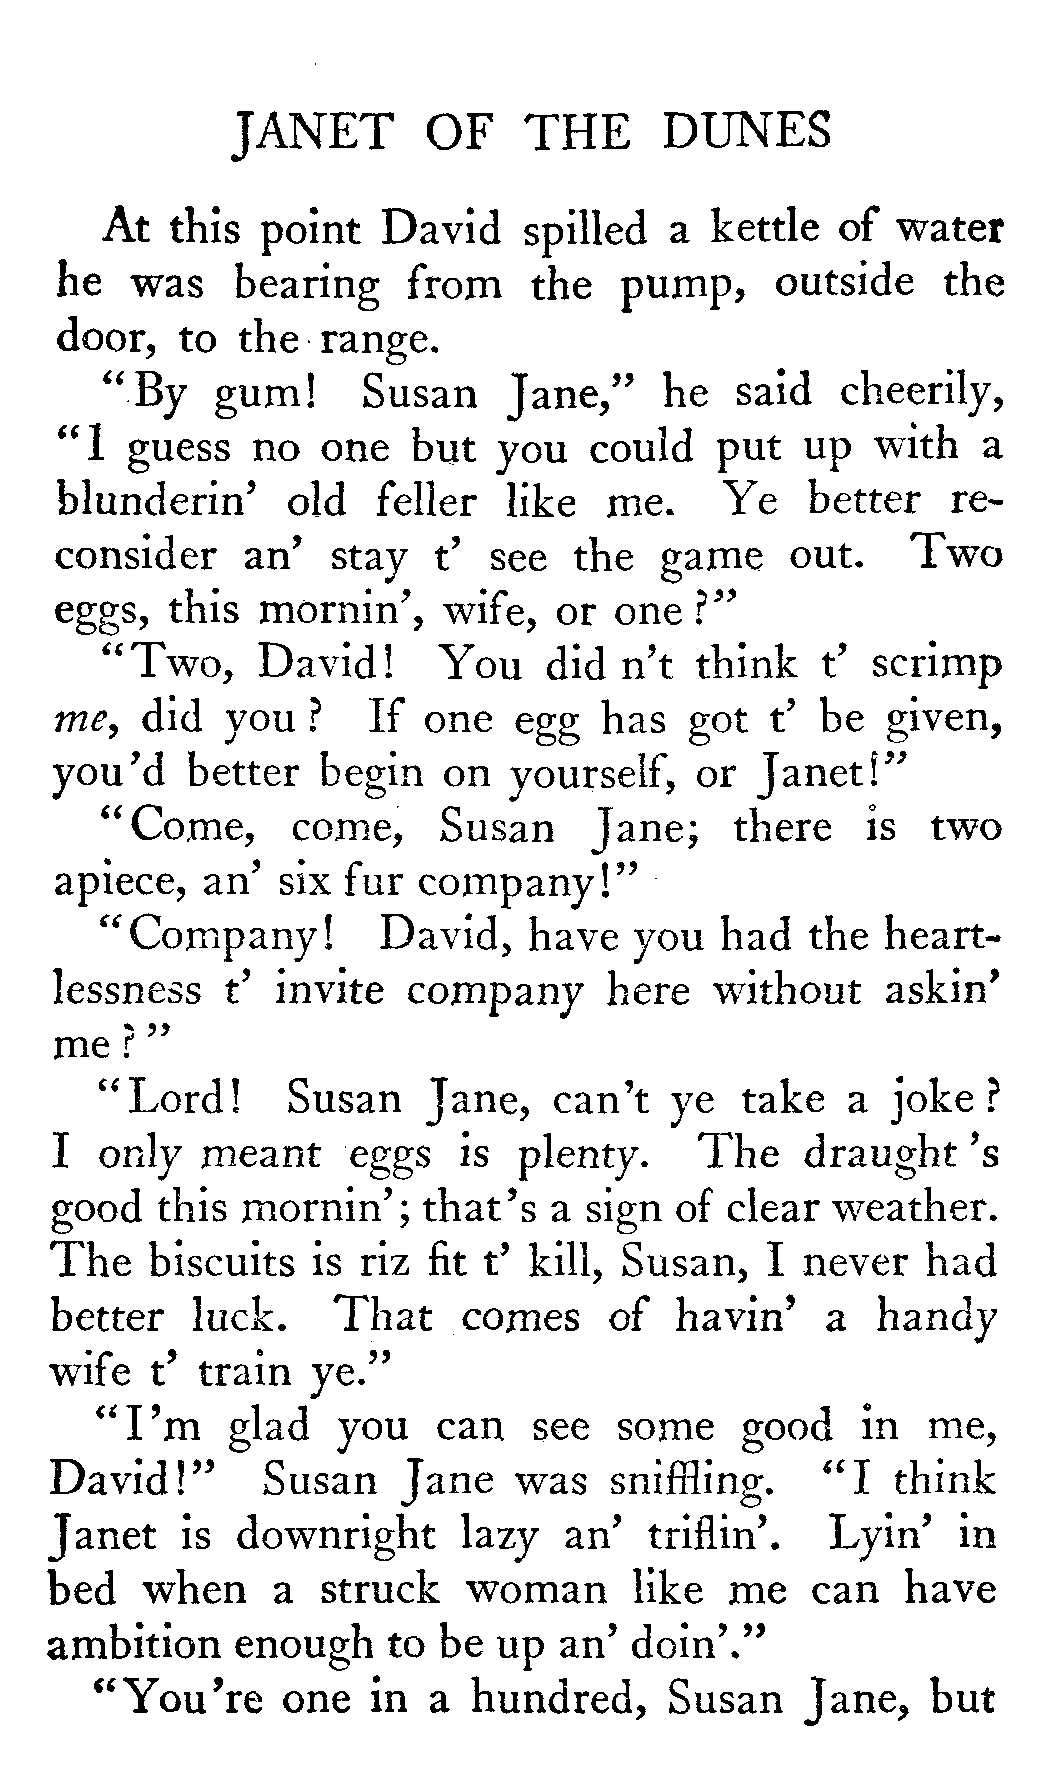 JANET OF THE DUNES
At this point David spilled a kettle of water
he was bearing from the pump, outside the
door, to the range.
"By gum! Susan Jane," he said cheerily,
"I guess no one but you could put up with a
blunderin' old feller like me. Ye better re-
consider an' stay t' see the game out. Two
eggs, this mornin', wife, or one?"
"Two, David! You did n't think t' scrimp
me, did you? If one egg has got t' be given,
you'd better begin on yourself, or Janet!"
"Come, come, Susan Jane; there is two
apiece, an' six fur company!"
"Company! David, have you had the heart-
lessness t' invite company here without askin'
me?"
"Lord! Susan Jane, can't ye take a joke?
I only meant eggs is plenty. The draught's
good this mornin'; that's a sign of clear weather.
The biscuits is riz fit t' kill, Susan, I never had
better luck. That comes of havin' a handy
wife t' train ye."
"I'm glad you can see some good in me,
David!" Susan Jane was sniffling. "I think
Janet is downright lazy an' triflin'. Lyin' in
bed when a struck woman like me can have
ambition enough to be up an' doin'."
"You're one in a hundred, Susan Jane, but